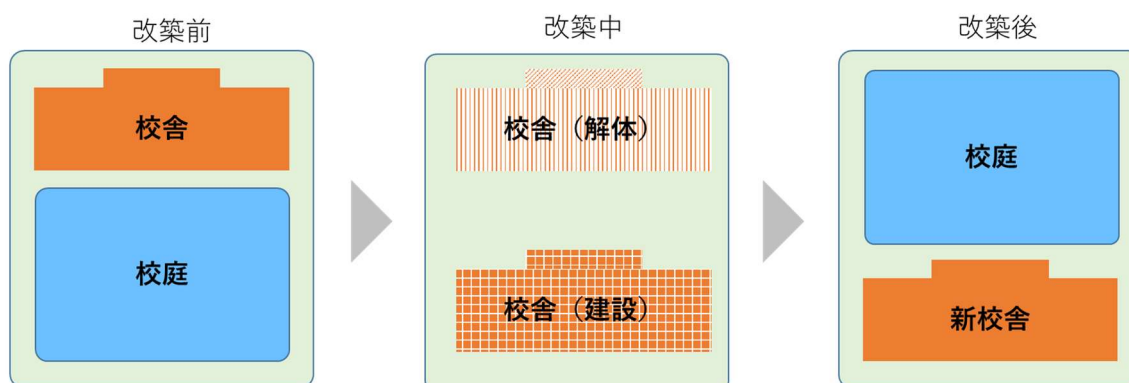 改築前
校舎
校庭
改築中
校舎（解体）
校舎（建設）
改築後
校庭
新校舎